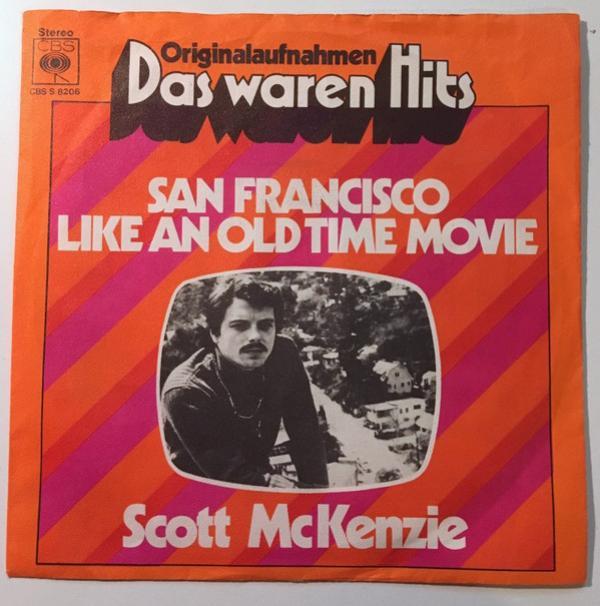 Stereo
CBS
CBS S 8206
Originalaufnahmen
Das waren Hits
SAN FRANCISCO
LIKE AN OLD TIME MOVIE
Scott McKenzie